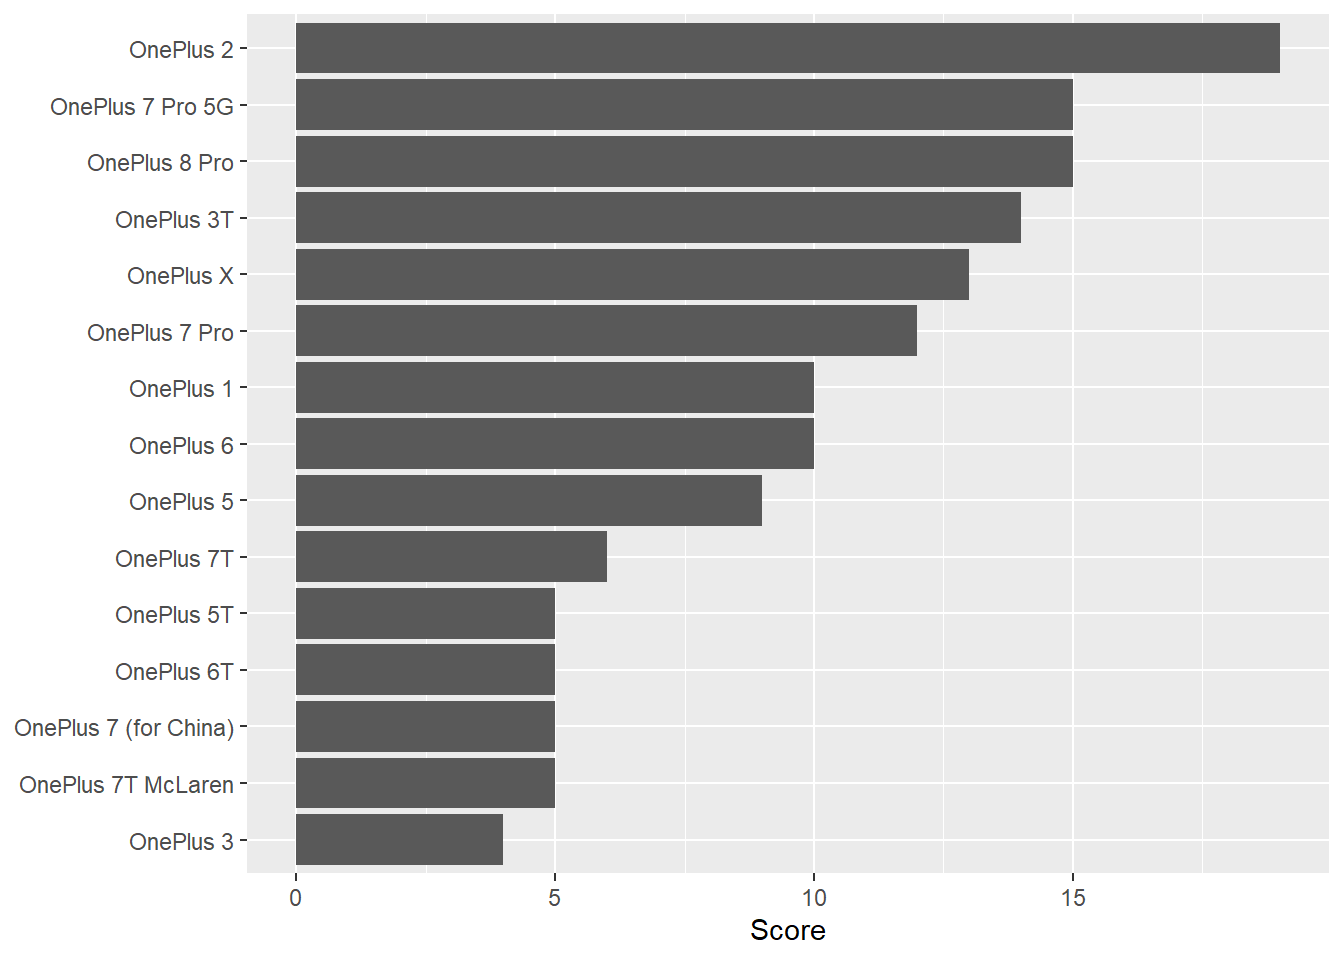 OnePlus 2
OnePlus 7 Pro 5G
OnePlus 8 Pro
OnePlus 3T
OnePlus X
OnePlus 7 Pro
OnePlus 1
OnePlus 6
OnePlus 5
OnePlus 7T
OnePlus 5T
OnePlus 6T
OnePlus 7 (for China)
OnePlus 7T McLaren
OnePlus 3
0 5 10 15
Score